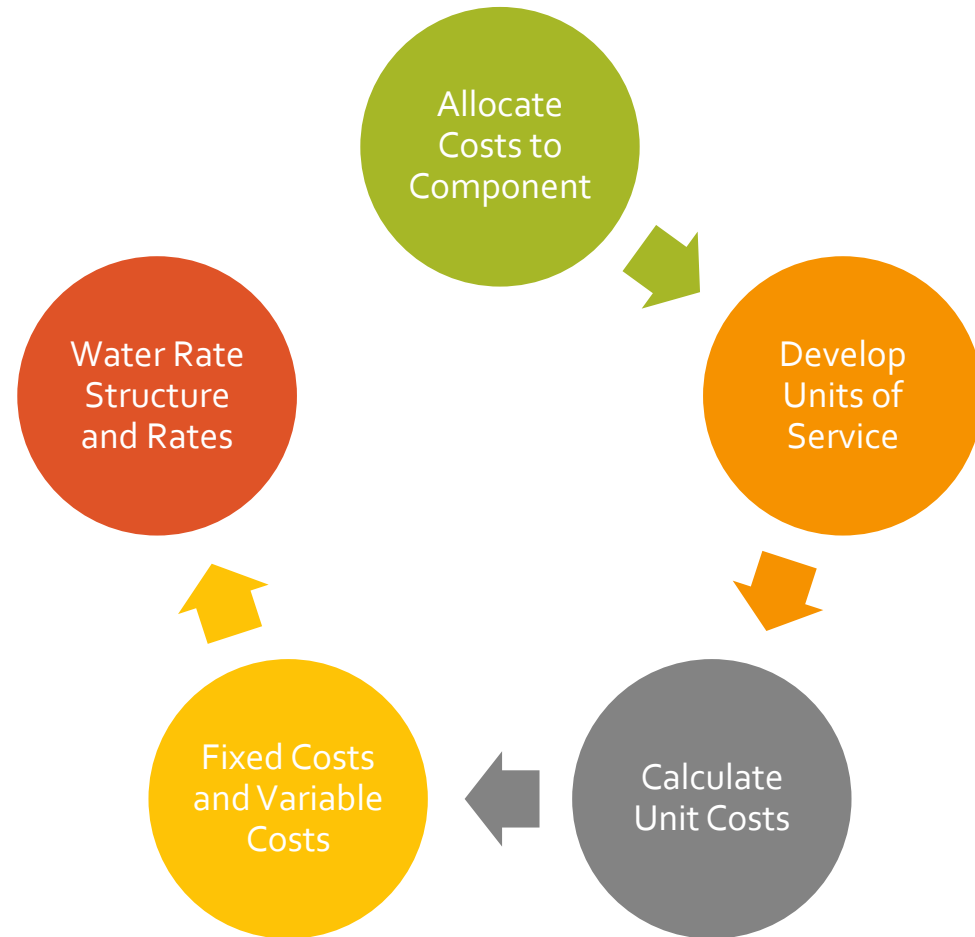 Allocate
Costs to
Component
Develop
Units of
Service
Calculate
Unit Costs
Fixed Costs
and Variable
Costs
Water Rate
Structure
and Rates